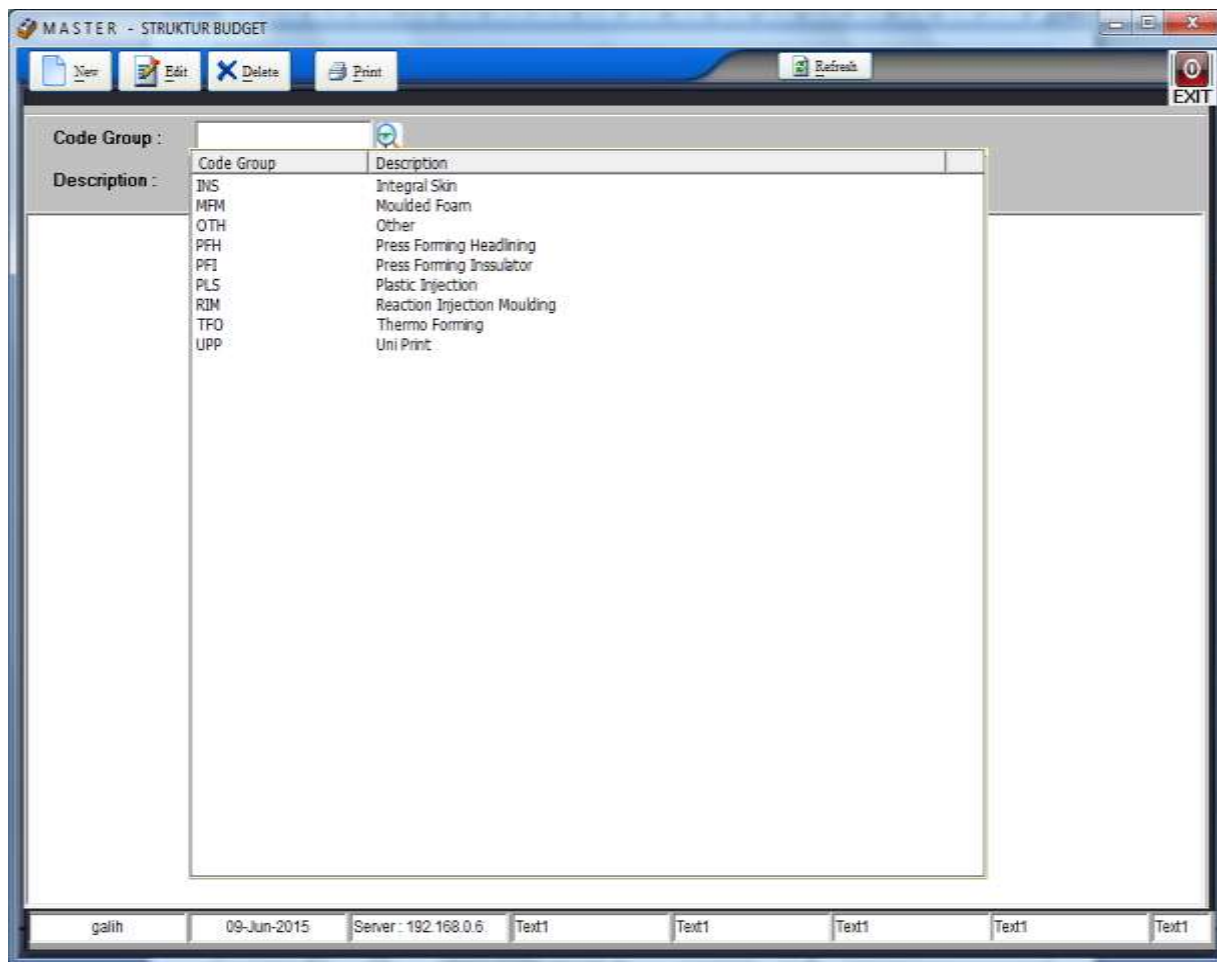 MASTER - STRUKTUR BUDGET
New Edit Delete Print Refresh
EXIT
Code Group :
Description :
Code Group Description
INS Integral Skin
MFM Moulded Foam
OTH Other
PFH Press Forming Headlining
PFI Press Forming Inssulator
PLS Plastic Injection
RIM Reaction Injection Moulding
TFO Thermo Forming
UPP Uni Print
galih 09-Jun-2015 Server : 192.168.0.6 Text1 Text1 Text1 Text1 Text1